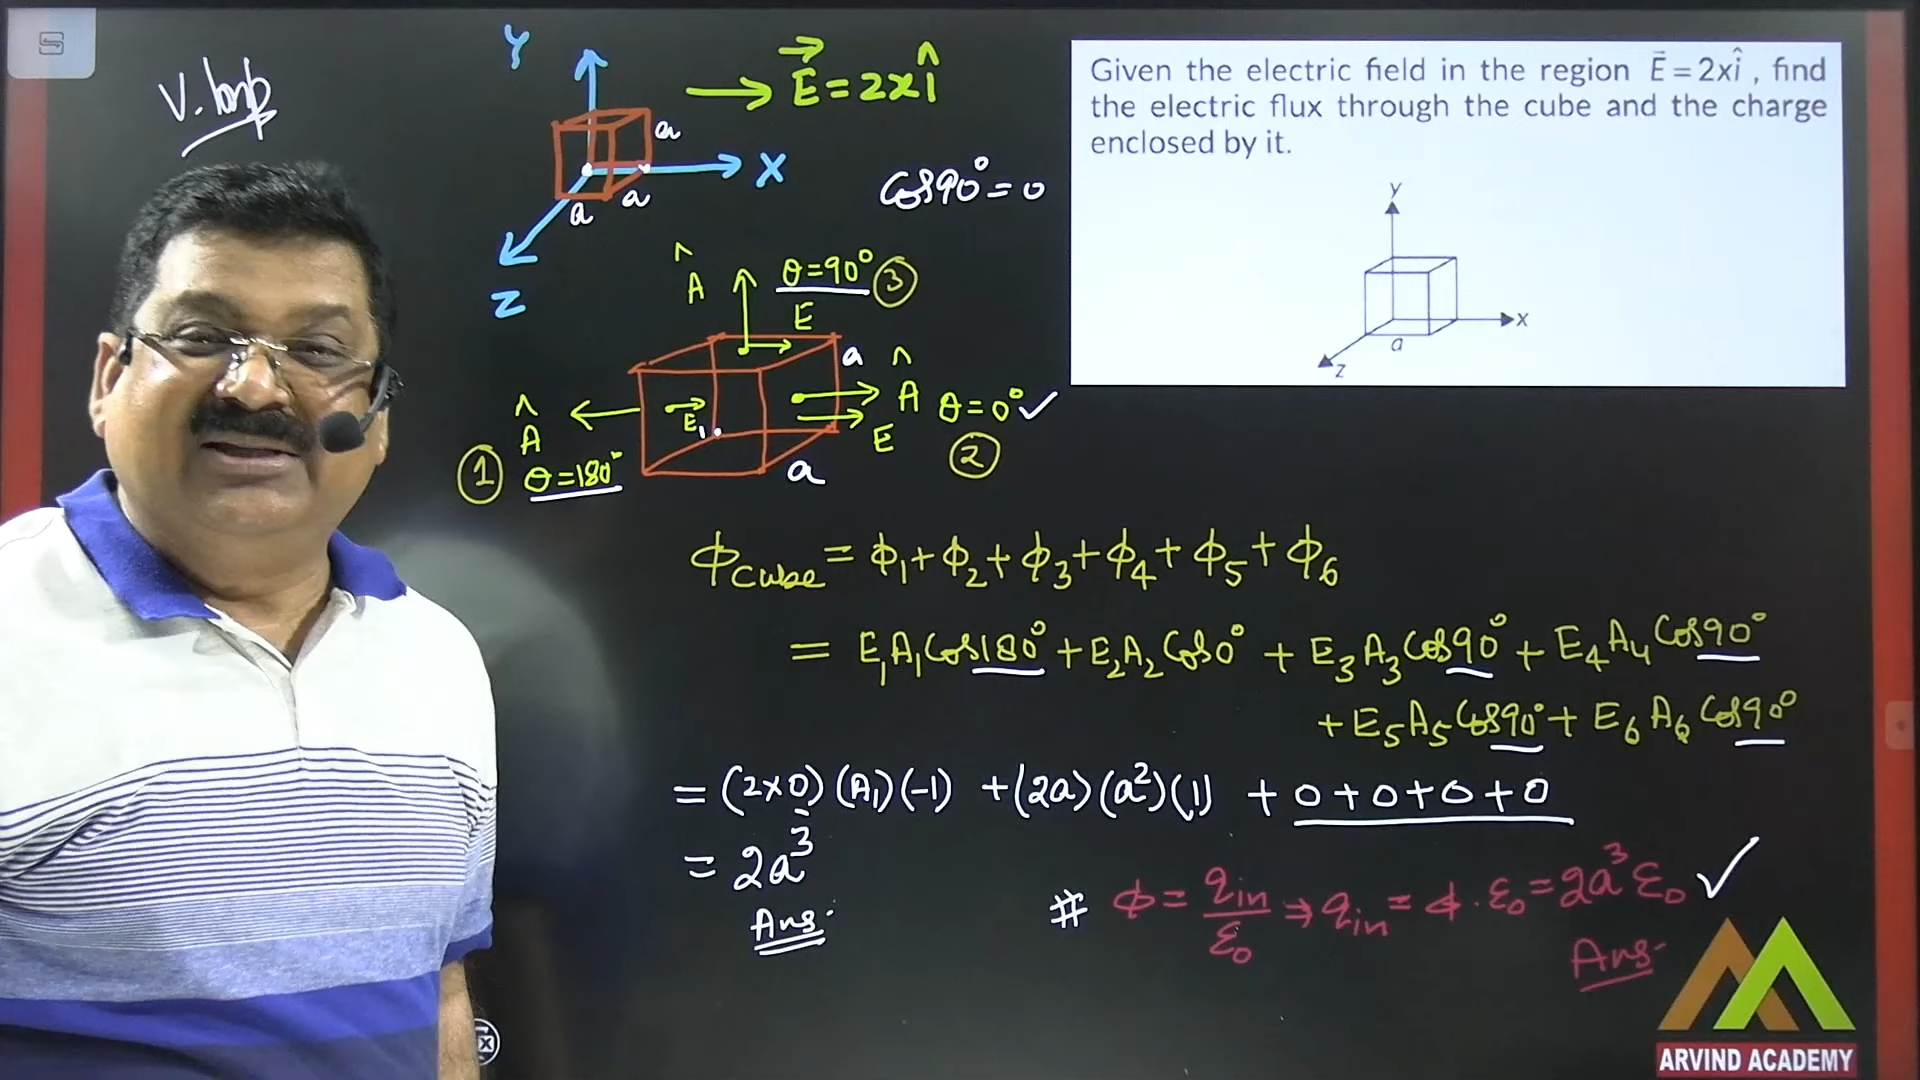 V. Imp
Y
E⃗ = 2xî
a
X
a
a
Z
Cos90° = 0
Given the electric field in the region E⃗ = 2xî , find
the electric flux through the cube and the charge
enclosed by it.
y
x
a
z
Â
θ=90° ③
E
a
Â
θ=0° ✓
E
②
Â
E₁
① θ=180°
a
Φcube = Φ₁+Φ₂+Φ₃+Φ₄+Φ₅+Φ₆
= E₁A₁Cos180° + E₂A₂Cos0° + E₃A₃Cos90° + E₄A₄Cos90°
+ E₅A₅Cos90° + E₆A₆Cos90°
= (2×0)(A₁)(-1) + (2a)(a²)(1) + 0+0+0+0
= 2a³
Ans.
# Φ = qin/ε₀ ⇒ qin = Φ.ε₀ = 2a³ε₀ ✓
Ans.
ARVIND ACADEMY